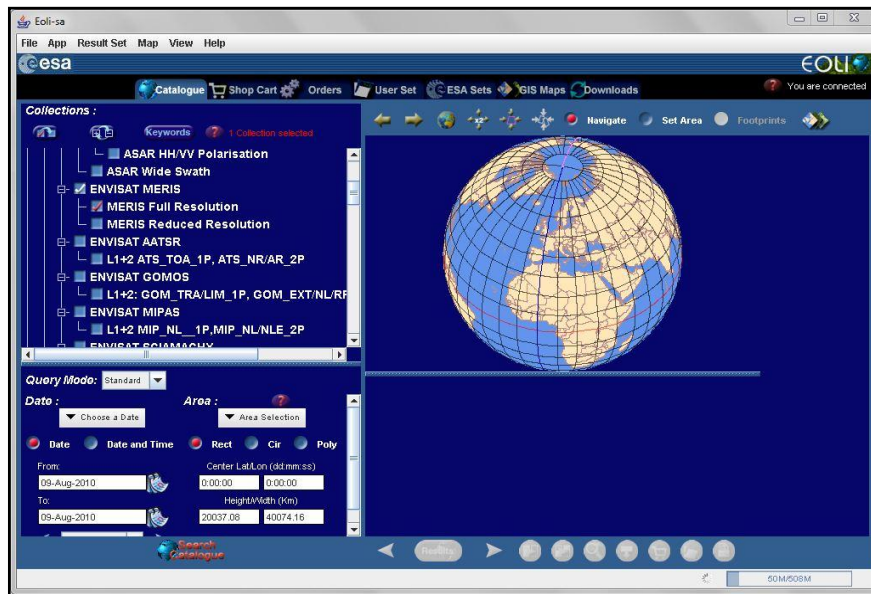 Eoli-sa
File App Result Set Map View Help
esa
EOLI
Catalogue Shop Cart Orders User Set ESA Sets GIS Maps Downloads
You are connected
Collections :
Keywords 1 Collection selected
Navigate Set Area Footprints
ASAR HH/VV Polarisation
ASAR Wide Swath
ENVISAT MERIS
MERIS Full Resolution
MERIS Reduced Resolution
ENVISAT AATSR
L1+2 ATS_TOA_1P, ATS_NR/AR_2P
ENVISAT GOMOS
L1+2: GOM_TRA/LIM_1P, GOM_EXT/NL/RF
ENVISAT MIPAS
L1+2 MIP_NL__1P,MIP_NL/NLE_2P
ENVISAT SCIAMACHY
Query Mode: Standard
Date : Area :
Choose a Date Area Selection
Date Date and Time Rect Cir Poly
From: Center Lat/Lon (dd:mm:ss)
09-Aug-2010 0:00:00 0:00:00
To: Height/Width (Km)
09-Aug-2010 20037.08 40074.16
Search Catalogue
Results
50M/508M